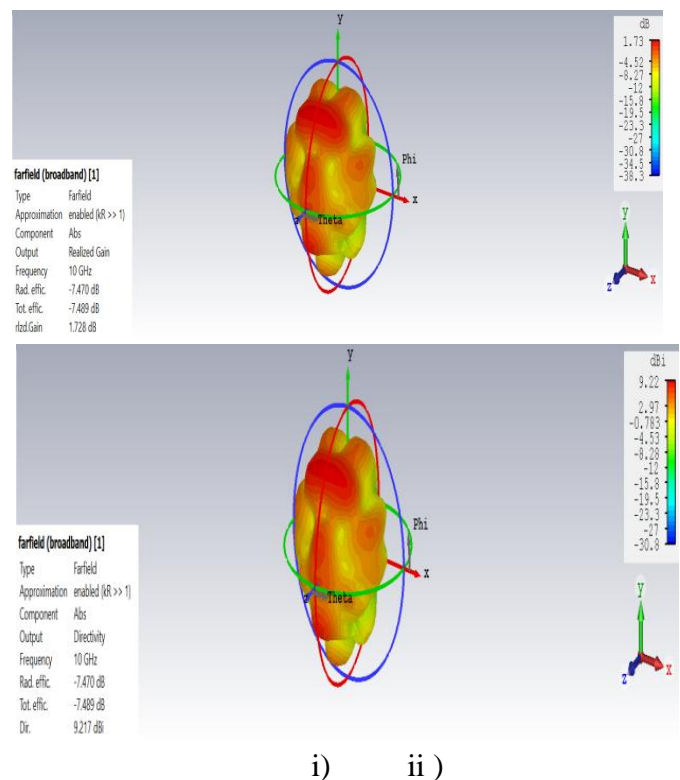 y
Phi
x
Theta
dB
1.73
-4.52
-8.27
-12
-15.8
-19.5
-23.3
-27
-30.8
-34.5
-38.3
farfield (broadband) [1]
Type Farfield
Approximation enabled (kR >> 1)
Component Abs
Output Realized Gain
Frequency 10 GHz
Rad. effic. -7.470 dB
Tot. effic. -7.489 dB
rlzd.Gain 1.728 dB
y
z
x
y
Phi
x
Theta
dBi
9.22
2.97
-0.783
-4.53
-8.28
-12
-15.8
-19.5
-23.3
-27
-30.8
farfield (broadband) [1]
Type Farfield
Approximation enabled (kR >> 1)
Component Abs
Output Directivity
Frequency 10 GHz
Rad. effic. -7.470 dB
Tot. effic. -7.489 dB
Dir. 9.217 dBi
y
z
x
i) ii )